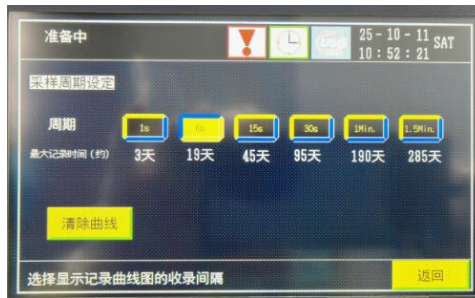 准备中
25-10-11 SAT
10:52:21
采样周期设定
周期 1s 6s 15s 30s 1Min. 1.5Min.
最大记录时间(约) 3天 19天 45天 95天 190天 285天
清除曲线
选择显示记录曲线图的收录间隔 返回